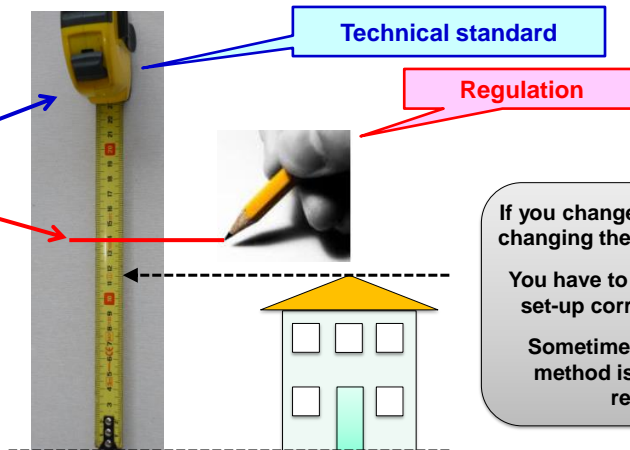 Technical standard
Regulation
If you change
changing the
You have to
set-up corr
Sometime
method is
re